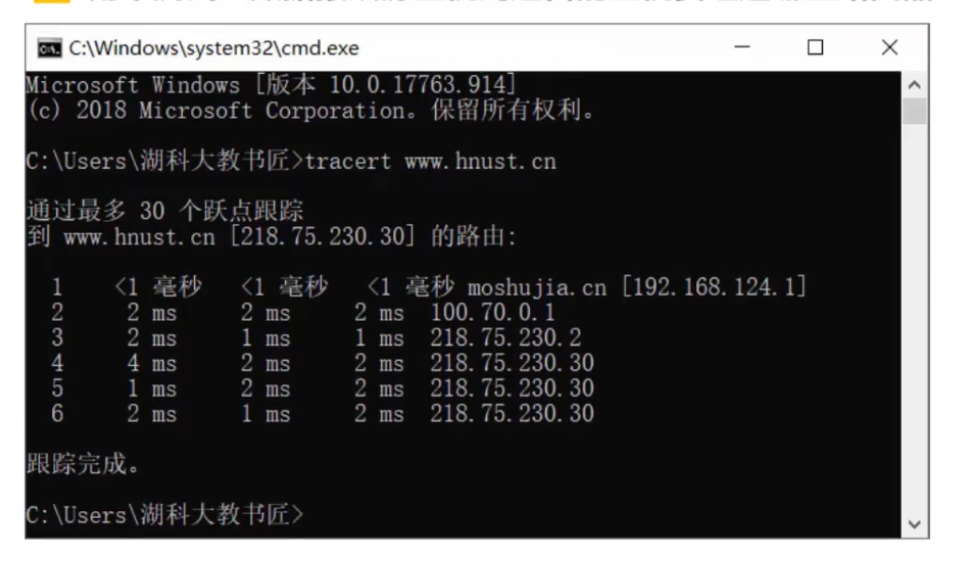 C:\Windows\system32\cmd.exe
Microsoft Windows [版本 10.0.17763.914]
(c) 2018 Microsoft Corporation。保留所有权利。
C:\Users\湖科大教书匠>tracert www.hnust.cn
通过最多 30 个跃点跟踪
到 www.hnust.cn [218.75.230.30] 的路由:
1 <1 毫秒 <1 毫秒 <1 毫秒 moshujia.cn [192.168.124.1]
2 2 ms 2 ms 2 ms 100.70.0.1
3 2 ms 1 ms 1 ms 218.75.230.2
4 4 ms 2 ms 2 ms 218.75.230.30
5 1 ms 2 ms 2 ms 218.75.230.30
6 2 ms 1 ms 2 ms 218.75.230.30
跟踪完成。
C:\Users\湖科大教书匠>